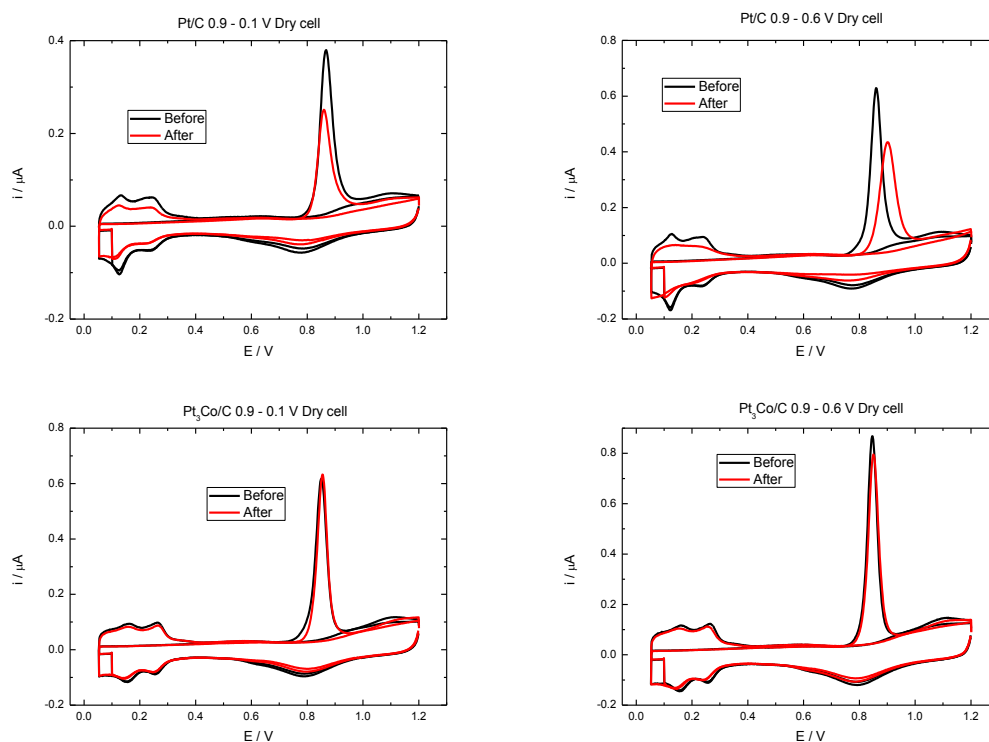 Pt/C 0.9 - 0.1 V Dry cell
0.4
0.2
0.0
-0.2
i / µA
Before
After
0.0 0.2 0.4 0.6 0.8 1.0 1.2
E / V
Pt/C 0.9 - 0.6 V Dry cell
0.8
0.6
0.4
0.2
0.0
-0.2
i / µA
Before
After
0.0 0.2 0.4 0.6 0.8 1.0 1.2
E / V
Pt3Co/C 0.9 - 0.1 V Dry cell
0.8
0.6
0.4
0.2
0.0
-0.2
i / µA
Before
After
0.0 0.2 0.4 0.6 0.8 1.0 1.2
E / V
Pt3Co/C 0.9 - 0.6 V Dry cell
0.8
0.6
0.4
0.2
0.0
-0.2
i / µA
Before
After
0.0 0.2 0.4 0.6 0.8 1.0 1.2
E / V